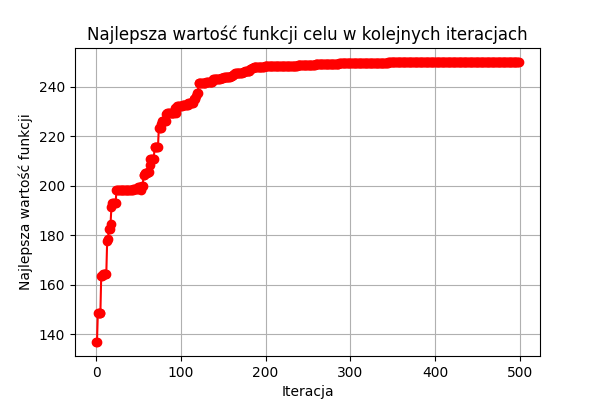 Najlepsza wartość funkcji celu w kolejnych iteracjach
Najlepsza wartość funkcji
240
220
200
180
160
140
0 100 200 300 400 500
Iteracja